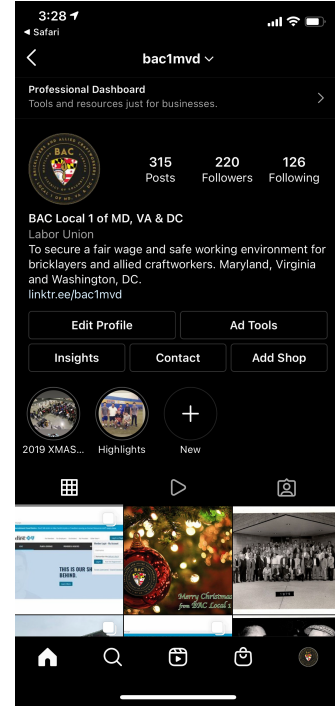 3:28
◀ Safari
bac1mvd
Professional Dashboard
Tools and resources just for businesses.
BAC
315
220
126
Posts
Followers
Following
BAC Local 1 of MD, VA & DC
Labor Union
To secure a fair wage and safe working environment for
bricklayers and allied craftworkers. Maryland, Virginia
and Washington, DC.
linktr.ee/bac1mvd
Edit Profile
Ad Tools
Insights
Contact
Add Shop
2019 XMAS...
Highlights
New
THIS IS OUR SH
BEHIND.
BAC
Merry Christmas
from BAC Local 1